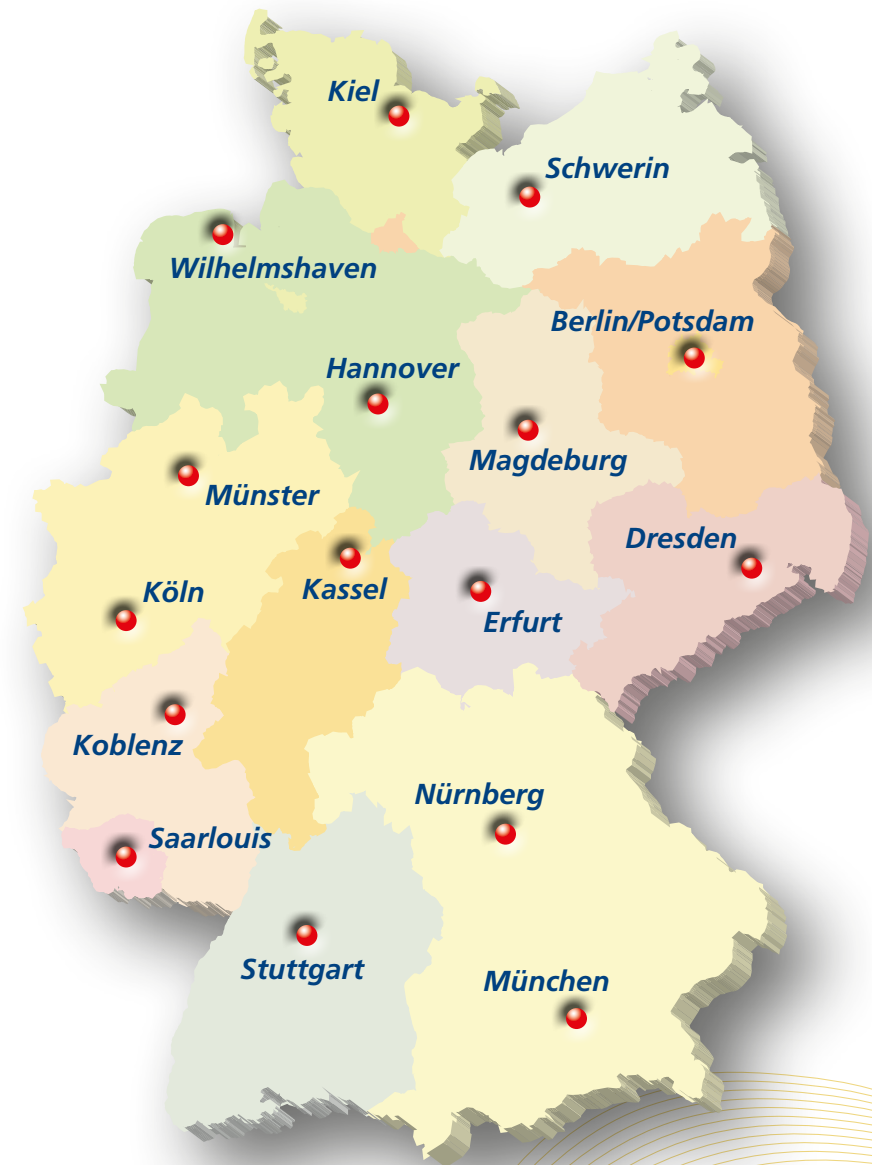 Kiel
Schwerin
Wilhelmshaven
Berlin/Potsdam
Hannover
Magdeburg
Münster
Dresden
Köln
Kassel
Erfurt
Koblenz
Nürnberg
Saarlouis
Stuttgart
München